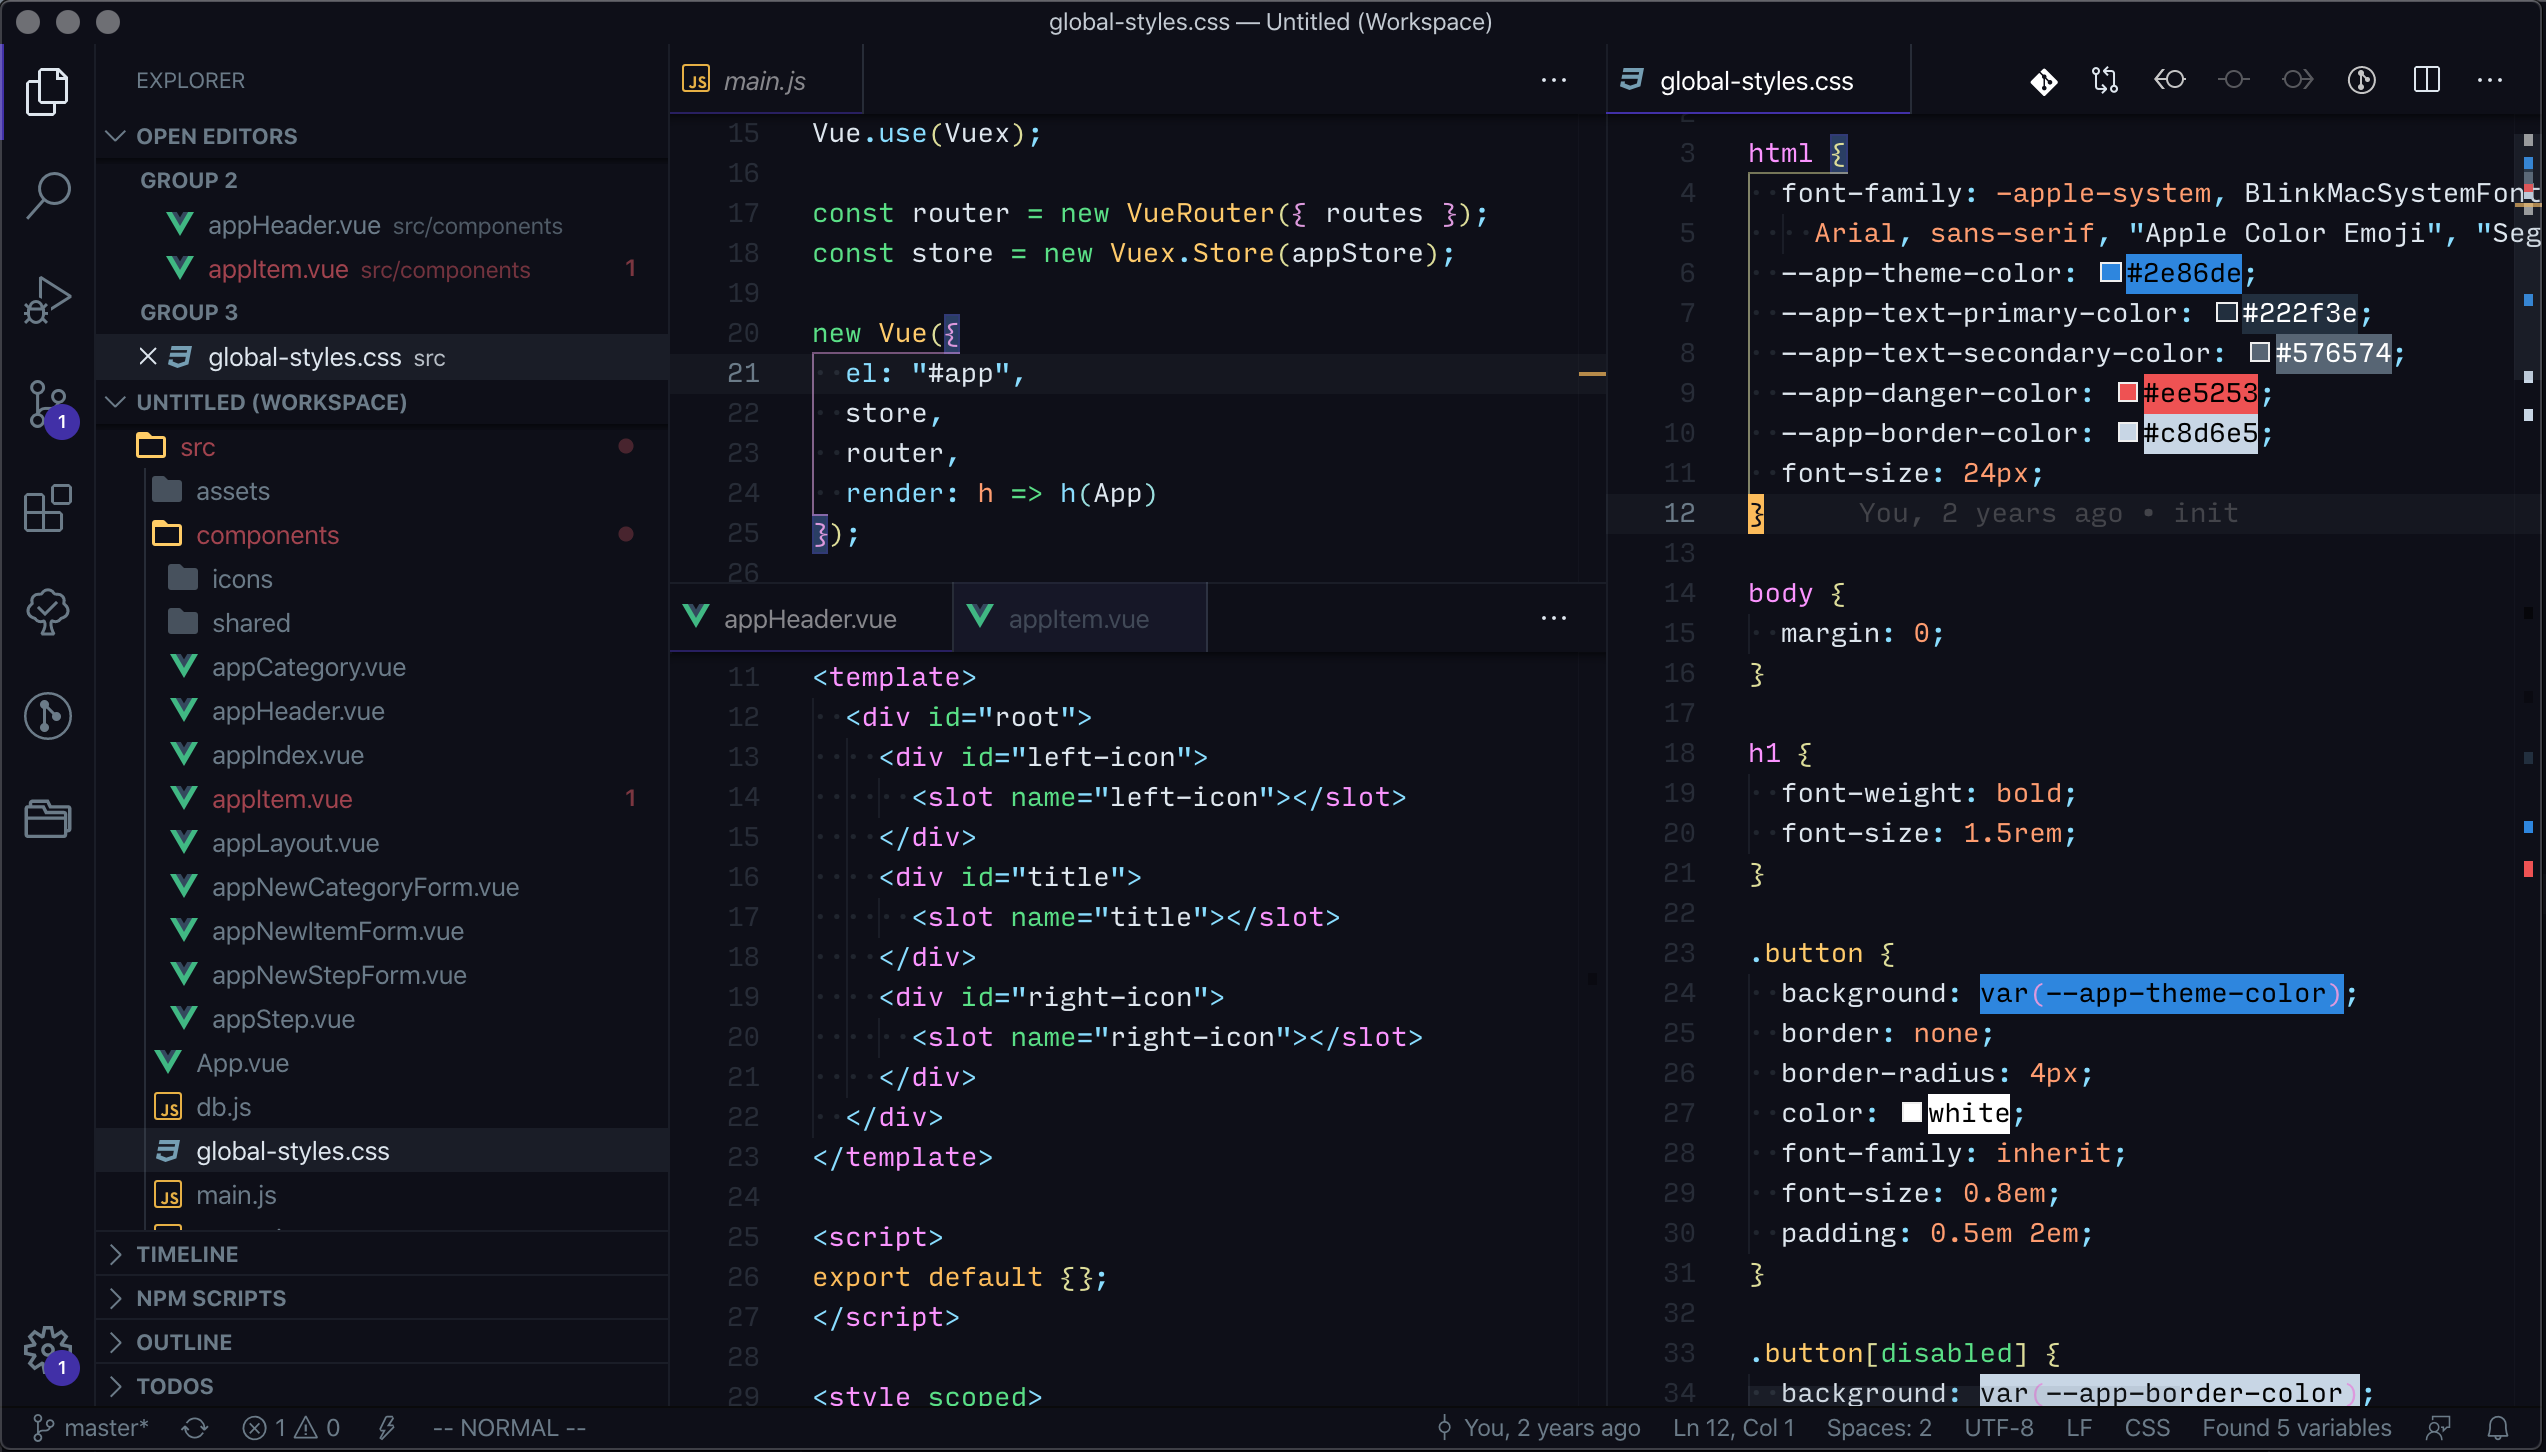 global-styles.css — Untitled (Workspace)
EXPLORER
OPEN EDITORS
GROUP 2
appHeader.vue src/components
appItem.vue src/components 1
GROUP 3
global-styles.css src
UNTITLED (WORKSPACE)
src
assets
components
icons
shared
appCategory.vue
appHeader.vue
appIndex.vue
appItem.vue 1
appLayout.vue
appNewCategoryForm.vue
appNewItemForm.vue
appNewStepForm.vue
appStep.vue
App.vue
JS db.js
global-styles.css
JS main.js
TIMELINE
NPM SCRIPTS
OUTLINE
TODOS
1
1
JS main.js
15 Vue.use(Vuex);
16
17 const router = new VueRouter({ routes });
18 const store = new Vuex.Store(appStore);
19
20 new Vue({
21 el: "#app",
22 store,
23 router,
24 render: h => h(App)
25 });
26
appHeader.vue appItem.vue
11 <template>
12 <div id="root">
13 <div id="left-icon">
14 <slot name="left-icon"></slot>
15 </div>
16 <div id="title">
17 <slot name="title"></slot>
18 </div>
19 <div id="right-icon">
20 <slot name="right-icon"></slot>
21 </div>
22 </div>
23 </template>
24
25 <script>
26 export default {};
27 </script>
28
29 <style scoped>
global-styles.css
2
3 html {
4 font-family: -apple-system, BlinkMacSystemFont
5 Arial, sans-serif, "Apple Color Emoji", "Seg
6 --app-theme-color: #2e86de;
7 --app-text-primary-color: #222f3e;
8 --app-text-secondary-color: #576574;
9 --app-danger-color: #ee5253;
10 --app-border-color: #c8d6e5;
11 font-size: 24px;
12 } You, 2 years ago • init
13
14 body {
15 margin: 0;
16 }
17
18 h1 {
19 font-weight: bold;
20 font-size: 1.5rem;
21 }
22
23 .button {
24 background: var(--app-theme-color);
25 border: none;
26 border-radius: 4px;
27 color: white;
28 font-family: inherit;
29 font-size: 0.8em;
30 padding: 0.5em 2em;
31 }
32
33 .button[disabled] {
34 background: var(--app-border-color);
master* 1 0 -- NORMAL -- You, 2 years ago Ln 12, Col 1 Spaces: 2 UTF-8 LF CSS Found 5 variables